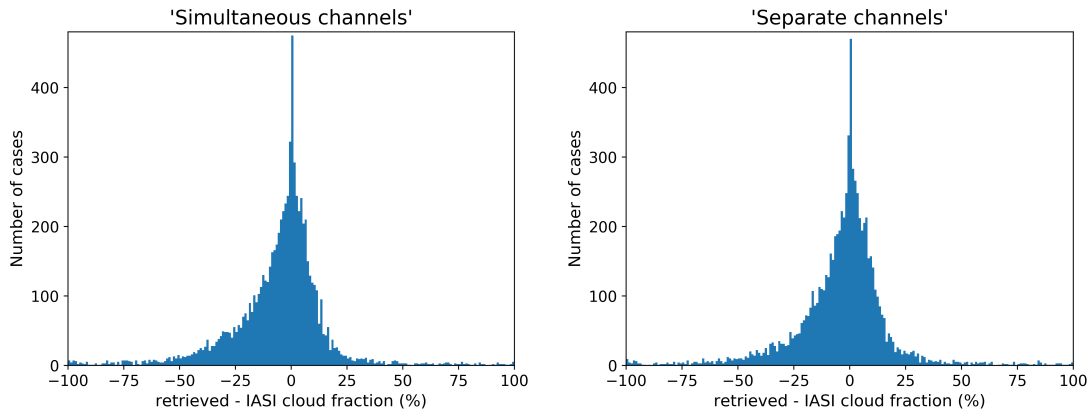 'Simultaneous channels'
Number of cases
400
300
200
100
0
−100 −75 −50 −25 0 25 50 75 100
retrieved - IASI cloud fraction (%)
'Separate channels'
Number of cases
400
300
200
100
0
−100 −75 −50 −25 0 25 50 75 100
retrieved - IASI cloud fraction (%)